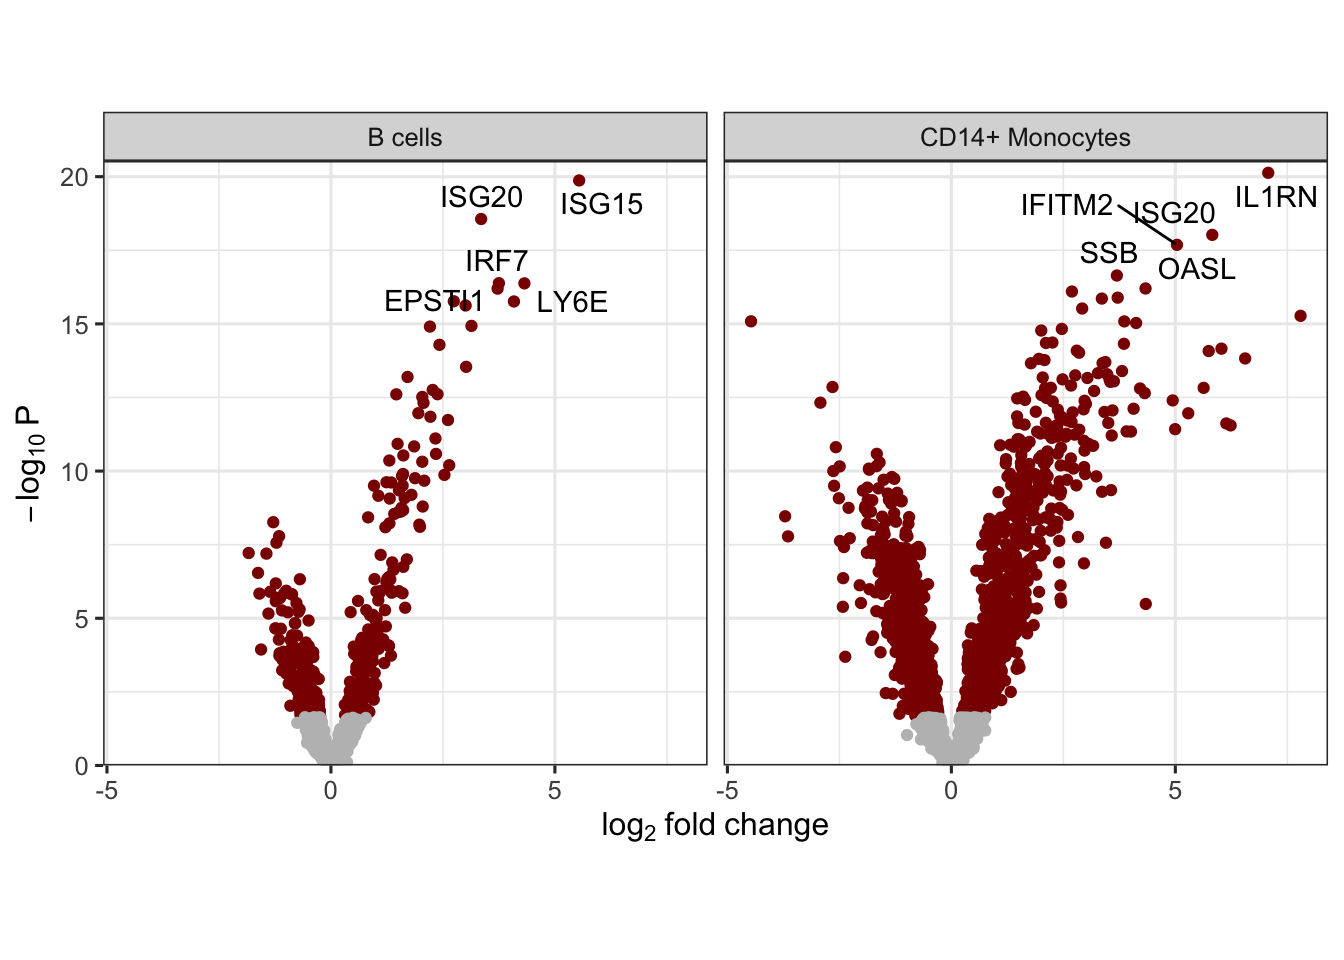 B cells
CD14+ Monocytes
20
15
10
5
0
−log10 P
ISG20
ISG15
IRF7
EPSTI1
LY6E
IFITM2
ISG20
IL1RN
SSB
OASL
-5
0
5
-5
0
5
log2 fold change